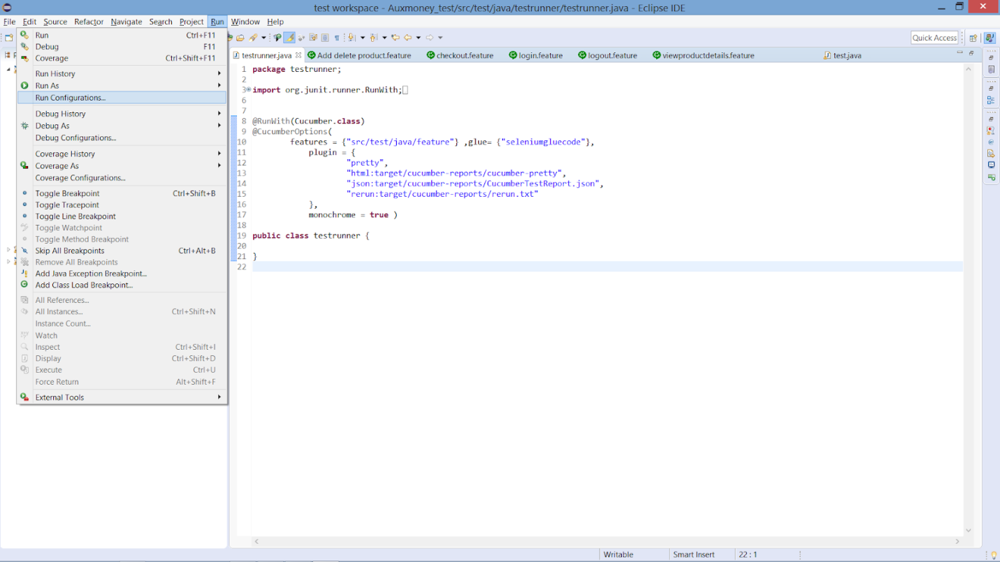 test workspace - Auxmoney_test/src/test/java/testrunner/testrunner.java - Eclipse IDE
File Edit Source Refactor Navigate Search Project Run Window Help
Quick Access
Run Ctrl+F11
Debug F11
Coverage Ctrl+Shift+F11
Run History
Run As
Run Configurations...
Debug History
Debug As
Debug Configurations...
Coverage History
Coverage As
Coverage Configurations...
Toggle Breakpoint Ctrl+Shift+B
Toggle Tracepoint
Toggle Line Breakpoint
Toggle Watchpoint
Toggle Method Breakpoint
Skip All Breakpoints Ctrl+Alt+B
Remove All Breakpoints
Add Java Exception Breakpoint...
Add Class Load Breakpoint...
All References...
All Instances... Ctrl+Shift+N
Instance Count...
Watch
Inspect Ctrl+Shift+I
Display Ctrl+Shift+D
Execute Ctrl+U
Force Return Alt+Shift+F
External Tools
testrunner.java Add delete product.feature checkout.feature login.feature logout.feature viewproductdetails.feature test.java
1 package testrunner;
2
3 import org.junit.runner.RunWith;
6
7
8 @RunWith(Cucumber.class)
9 @CucumberOptions(
10 features = {"src/test/java/feature"} ,glue= {"seleniumgluecode"},
11 plugin = {
12 "pretty",
13 "html:target/cucumber-reports/cucumber-pretty",
14 "json:target/cucumber-reports/CucumberTestReport.json",
15 "rerun:target/cucumber-reports/rerun.txt"
16 },
17 monochrome = true )
18
19 public class testrunner {
20
21 }
22
Writable Smart Insert 22 : 1